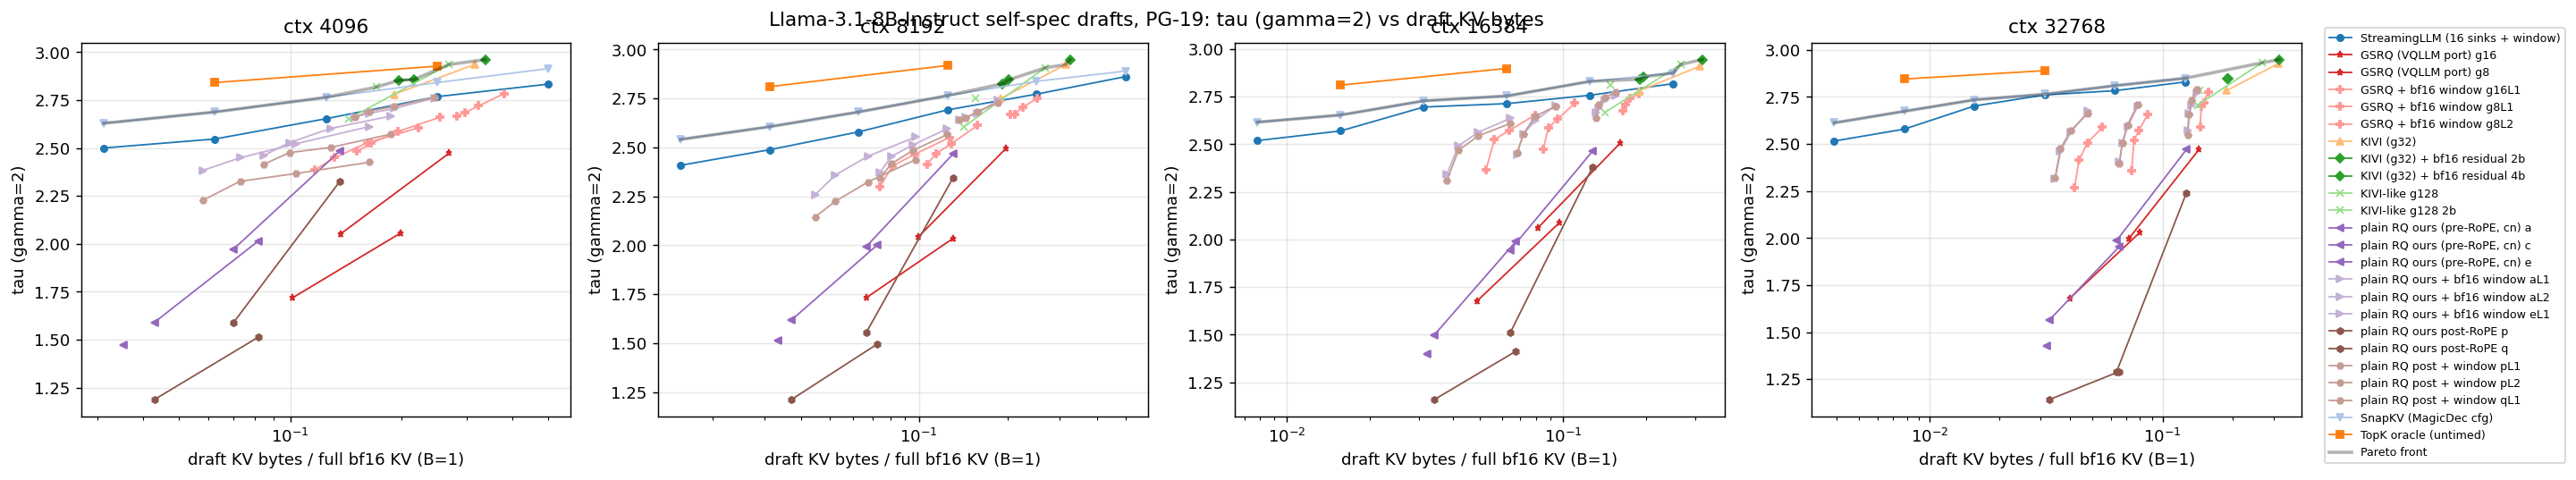 Llama-3.1-8B-Instruct self-spec drafts, PG-19: tau (gamma=2) vs draft KV bytes
ctx 4096
ctx 8192
ctx 16384
ctx 32768
tau (gamma=2)
3.00
2.75
2.50
2.25
2.00
1.75
1.50
1.25
10⁻¹
draft KV bytes / full bf16 KV (B=1)
tau (gamma=2)
3.00
2.75
2.50
2.25
2.00
1.75
1.50
1.25
10⁻¹
draft KV bytes / full bf16 KV (B=1)
tau (gamma=2)
3.00
2.75
2.50
2.25
2.00
1.75
1.50
1.25
10⁻² 10⁻¹
draft KV bytes / full bf16 KV (B=1)
tau (gamma=2)
3.00
2.75
2.50
2.25
2.00
1.75
1.50
1.25
10⁻² 10⁻¹
draft KV bytes / full bf16 KV (B=1)
StreamingLLM (16 sinks + window)
GSRQ (VQLLM port) g16
GSRQ (VQLLM port) g8
GSRQ + bf16 window g16L1
GSRQ + bf16 window g8L1
GSRQ + bf16 window g8L2
KIVI (g32)
KIVI (g32) + bf16 residual 2b
KIVI (g32) + bf16 residual 4b
KIVI-like g128
KIVI-like g128 2b
plain RQ ours (pre-RoPE, cn) a
plain RQ ours (pre-RoPE, cn) c
plain RQ ours (pre-RoPE, cn) e
plain RQ ours + bf16 window aL1
plain RQ ours + bf16 window aL2
plain RQ ours + bf16 window eL1
plain RQ ours post-RoPE p
plain RQ ours post-RoPE q
plain RQ post + window pL1
plain RQ post + window pL2
plain RQ post + window qL1
SnapKV (MagicDec cfg)
TopK oracle (untimed)
Pareto front